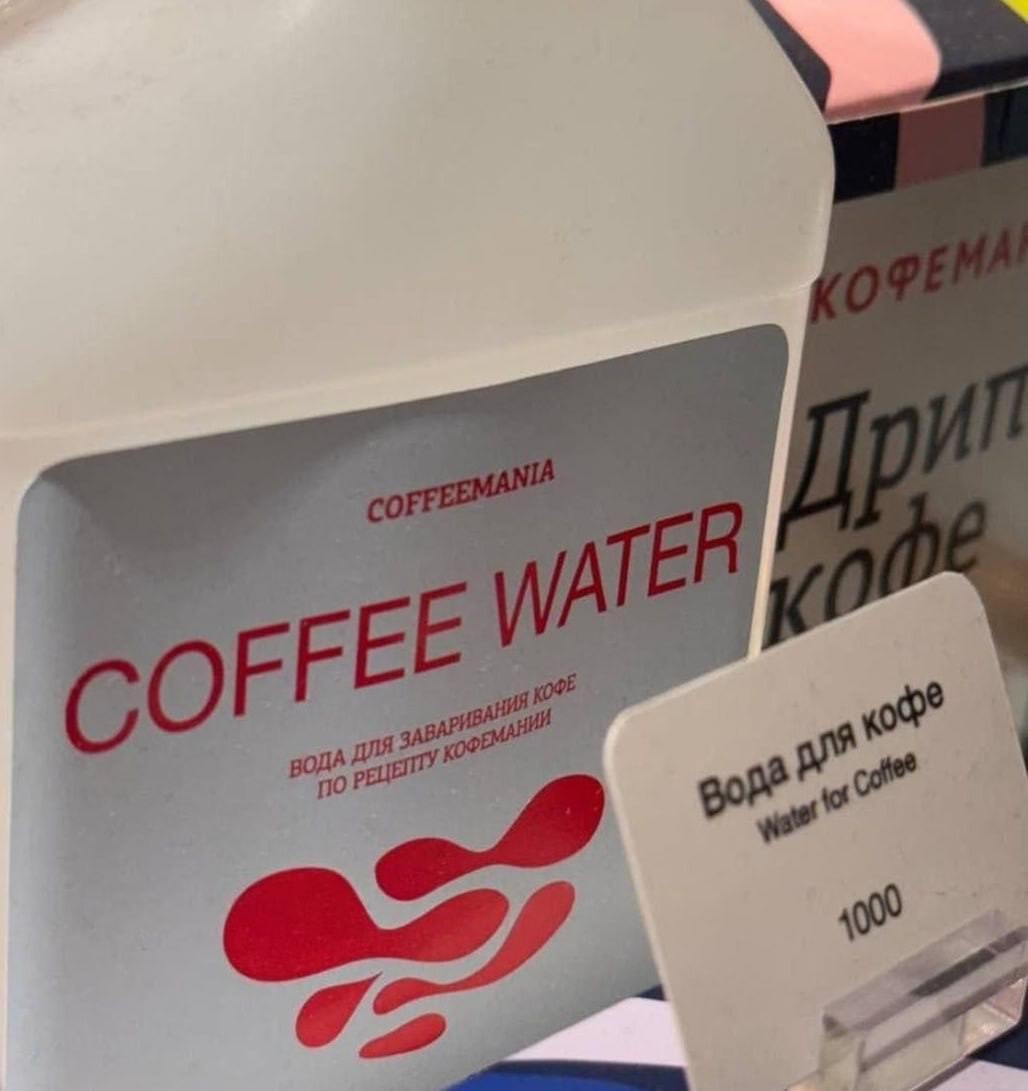 COFFEEMANIA
COFFEE WATER
ВОДА ДЛЯ ЗАВАРИВАНИЯ КОФЕ
ПО РЕЦЕПТУ КОФЕМАНИИ
КОФЕМАН
Дрип
кофе
Вода для кофе
Water for Coffee
1000